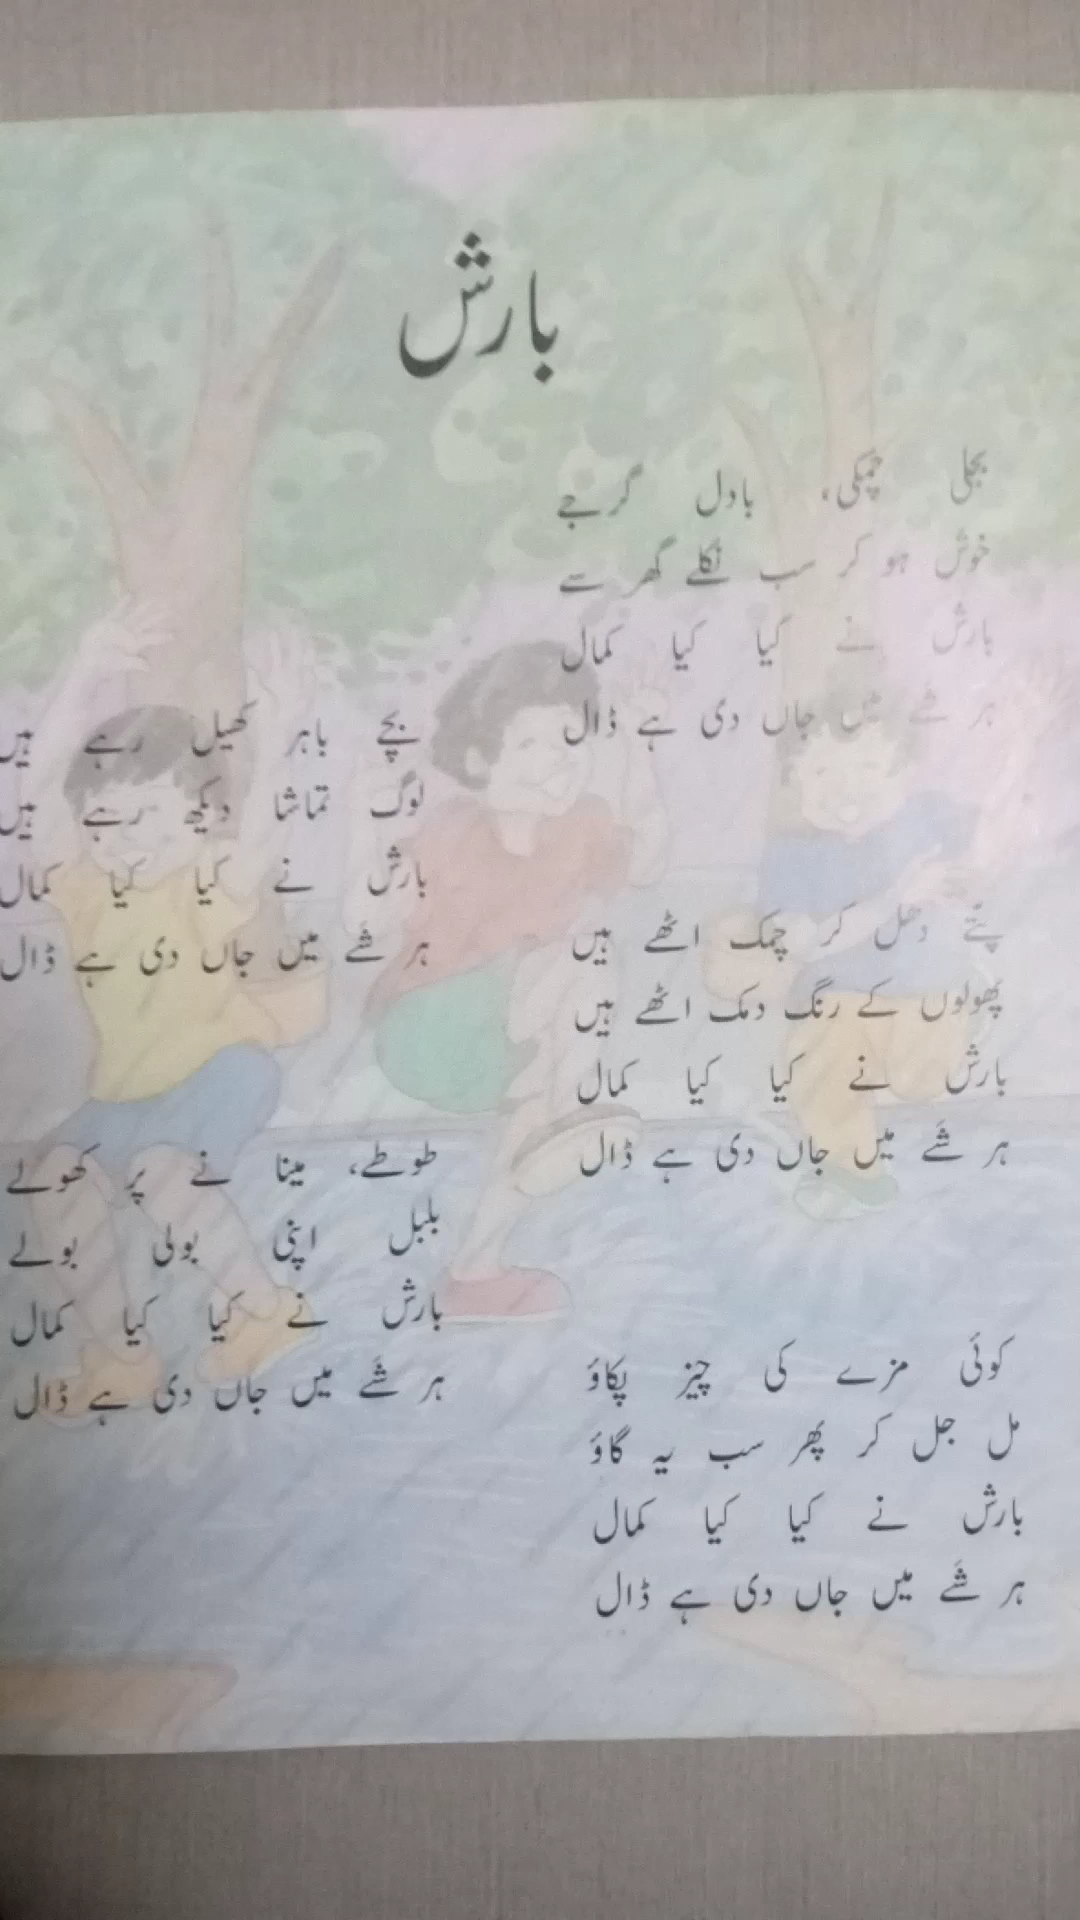 بارش
بجلی چمکی، بادل گرجے
خوش ہو کر سب نکلے گھر سے
بارش نے کیا کیا کمال
ہر شے میں جاں دی ہے ڈال
بچے باہر کھیل رہے ہیں
لوگ تماشا دیکھ رہے ہیں
بارش نے کیا کیا کمال
ہر شَے میں جاں دی ہے ڈال
پتّے دھل کر چمک اٹھے ہیں
پھولوں کے رنگ دمک اٹھے ہیں
بارش نے کیا کیا کمال
ہر شَے میں جاں دی ہے ڈال
طوطے، مینا نے پر کھولے
بلبل اپنی بولی بولے
بارش نے کیا کیا کمال
ہر شَے میں جاں دی ہے ڈال
کوئی مزے کی چیز پکاؤ
مل جل کر پھر سب یہ گاؤ
بارش نے کیا کیا کمال
ہر شَے میں جاں دی ہے ڈال